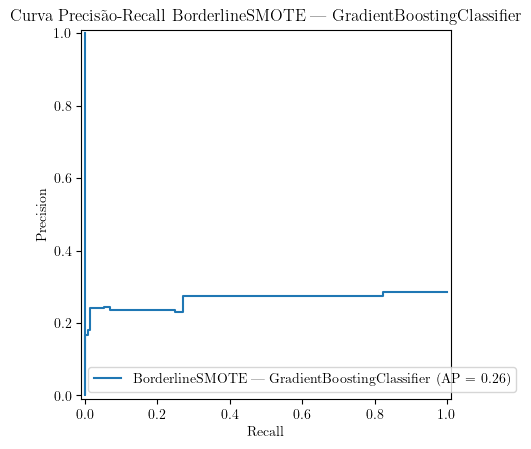 Curva Precisão-Recall BorderlineSMOTE — GradientBoostingClassifier
1.0
0.8
0.6
0.4
0.2
0.0
Precision
BorderlineSMOTE — GradientBoostingClassifier (AP = 0.26)
0.0 0.2 0.4 0.6 0.8 1.0
Recall